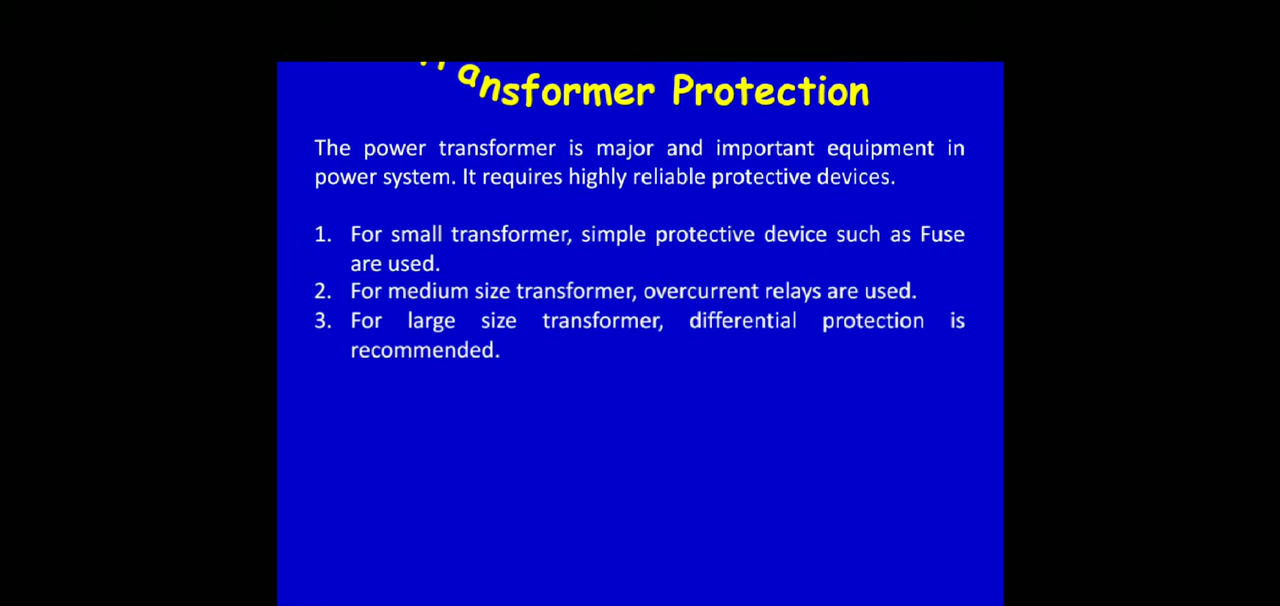 Transformer Protection
The power transformer is major and important equipment in
power system. It requires highly reliable protective devices.
1. For small transformer, simple protective device such as Fuse
are used.
2. For medium size transformer, overcurrent relays are used.
3. For large size transformer, differential protection is
recommended.